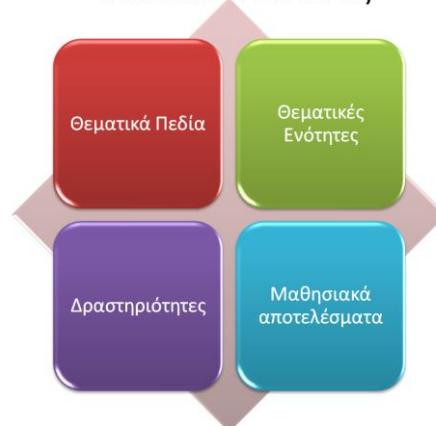 Θεματικά Πεδία
Θεματικές
Ενότητες
Δραστηριότητες
Μαθησιακά
αποτελέσματα